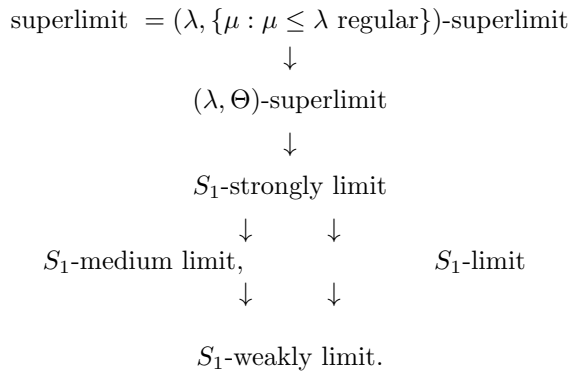 superlimit = (λ, {μ : μ ≤ λ regular})-superlimit
↓
(λ, Θ)-superlimit
↓
S₁-strongly limit
↓ ↓
S₁-medium limit, S₁-limit
↓ ↓
S₁-weakly limit.